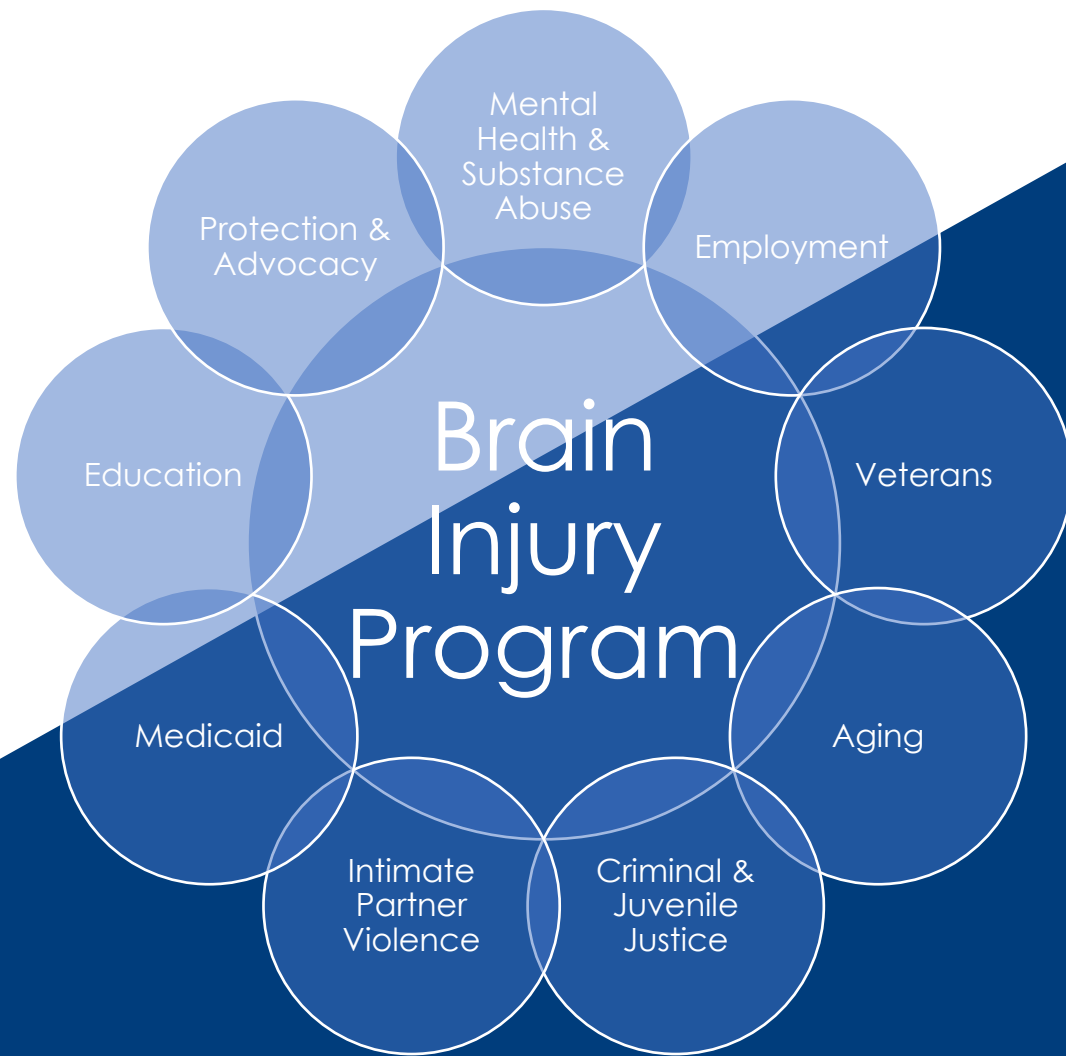 Mental
Health &
Substance
Abuse
Employment
Veterans
Aging
Criminal &
Juvenile
Justice
Intimate
Partner
Violence
Medicaid
Education
Protection &
Advocacy
Brain
Injury
Program